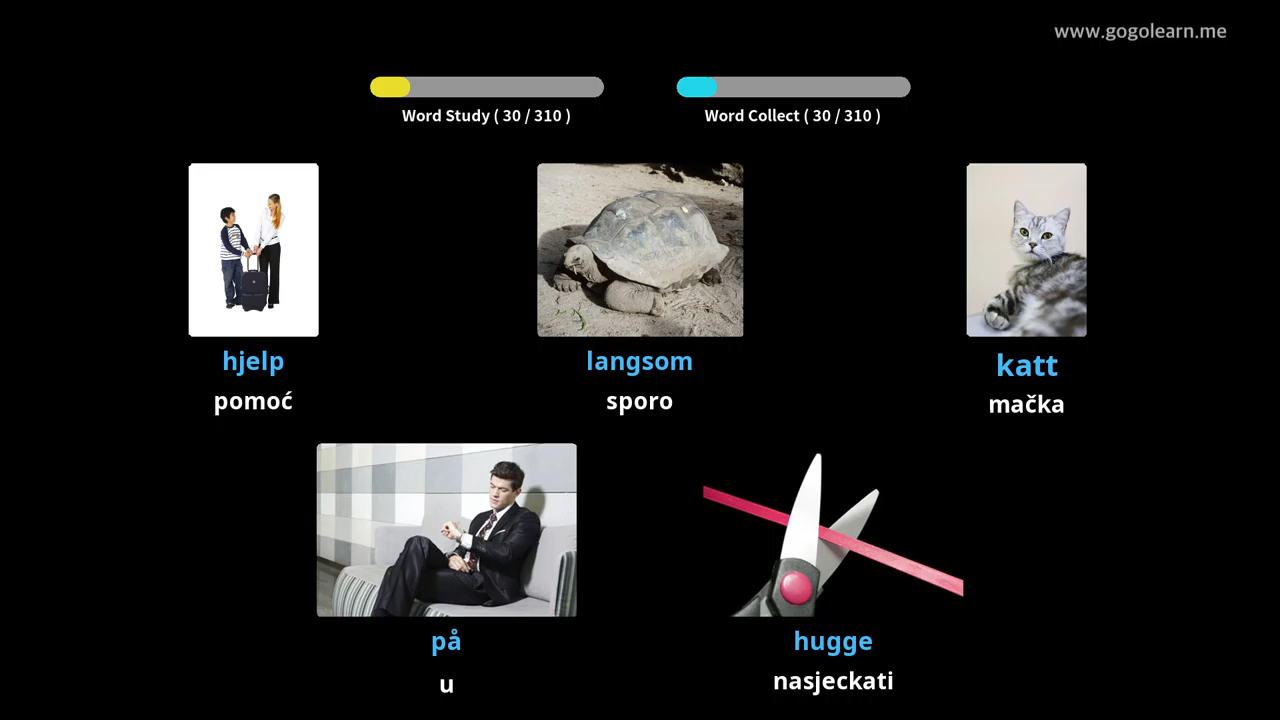 www.gogolearn.me
Word Study ( 30 / 310 )
Word Collect ( 30 / 310 )
hjelp
pomoć
langsom
sporo
katt
mačka
på
u
hugge
nasjeckati